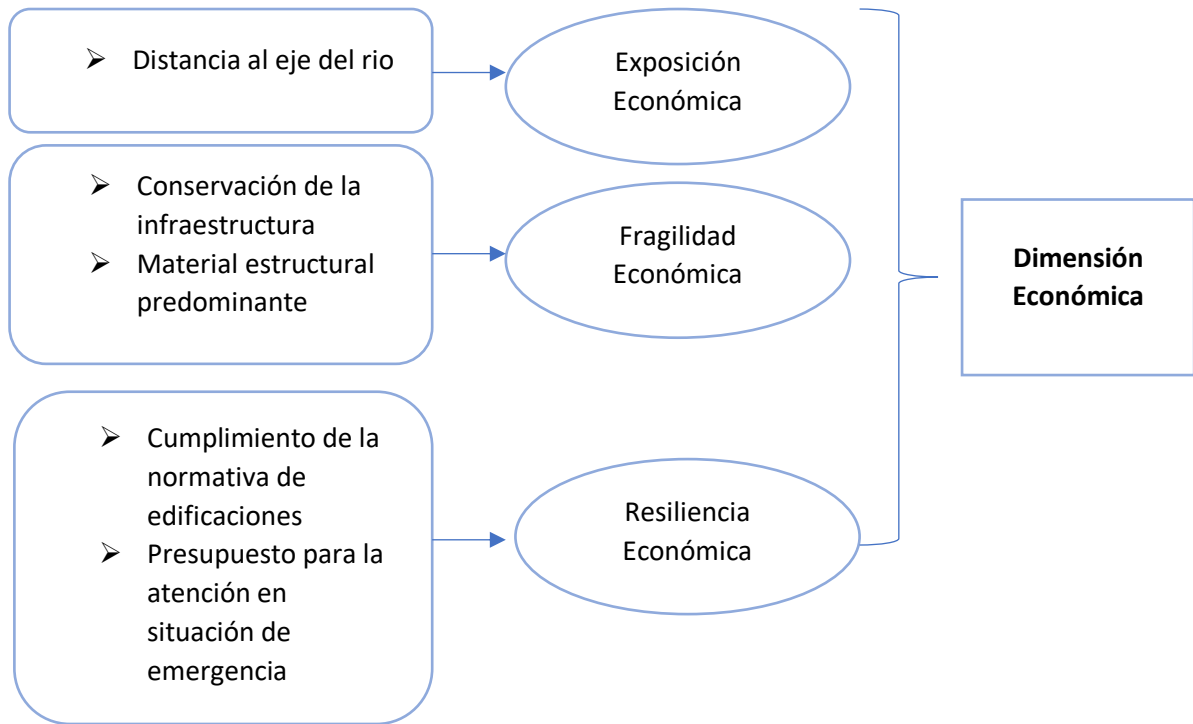 ➢ Distancia al eje del rio
Exposición
Económica
➢ Conservación de la
infraestructura
➢ Material estructural
predominante
Fragilidad
Económica
➢ Cumplimiento de la
normativa de
edificaciones
➢ Presupuesto para la
atención en
situación de
emergencia
Resiliencia
Económica
Dimensión
Económica